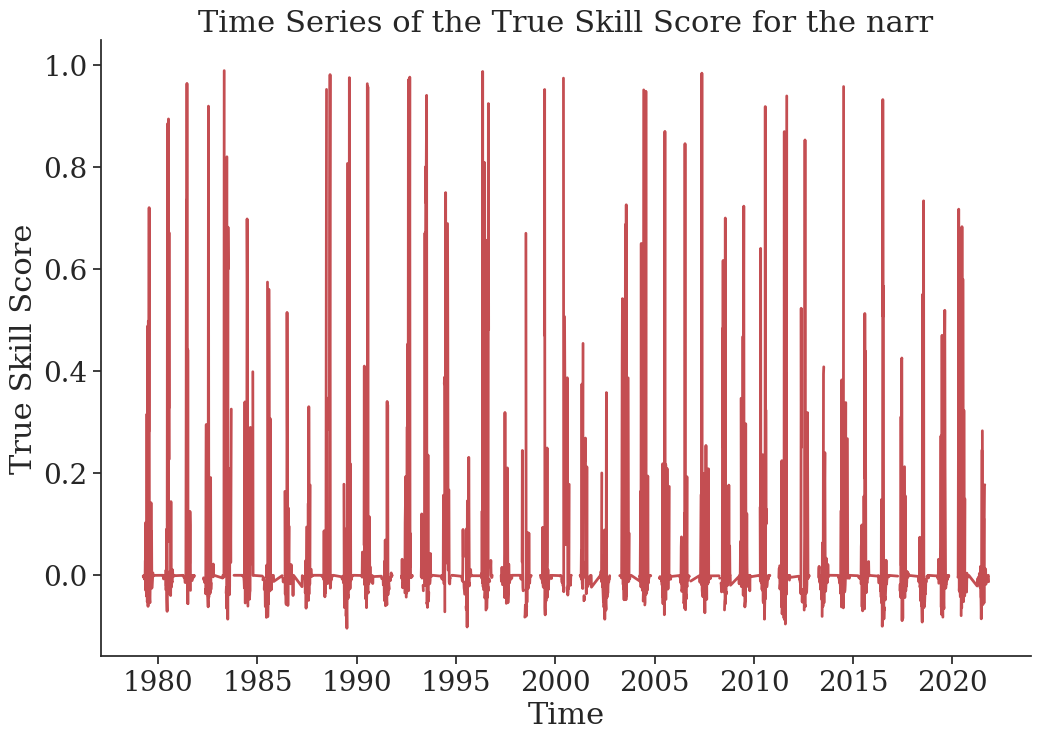 Time Series of the True Skill Score for the narr
True Skill Score
1.0
0.8
0.6
0.4
0.2
0.0
1980 1985 1990 1995 2000 2005 2010 2015 2020
Time